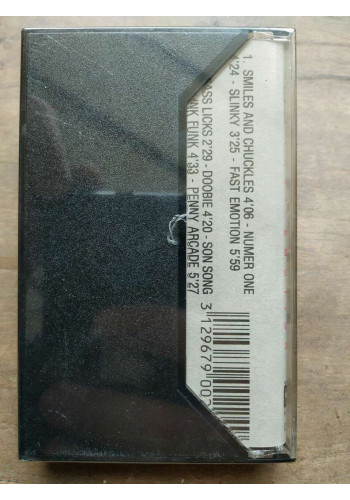 1. SMILES AND CHUCKLES 4'06 - NUMER ONE
'24 - SLINKY 3'25 - FAST EMOTION 5'59
ASS LICKS 2'29 - DOOBIE 4'20 - SON SONG
NK FUNK 4'33 - PENNY ARCADE 5'27
3 129679 00